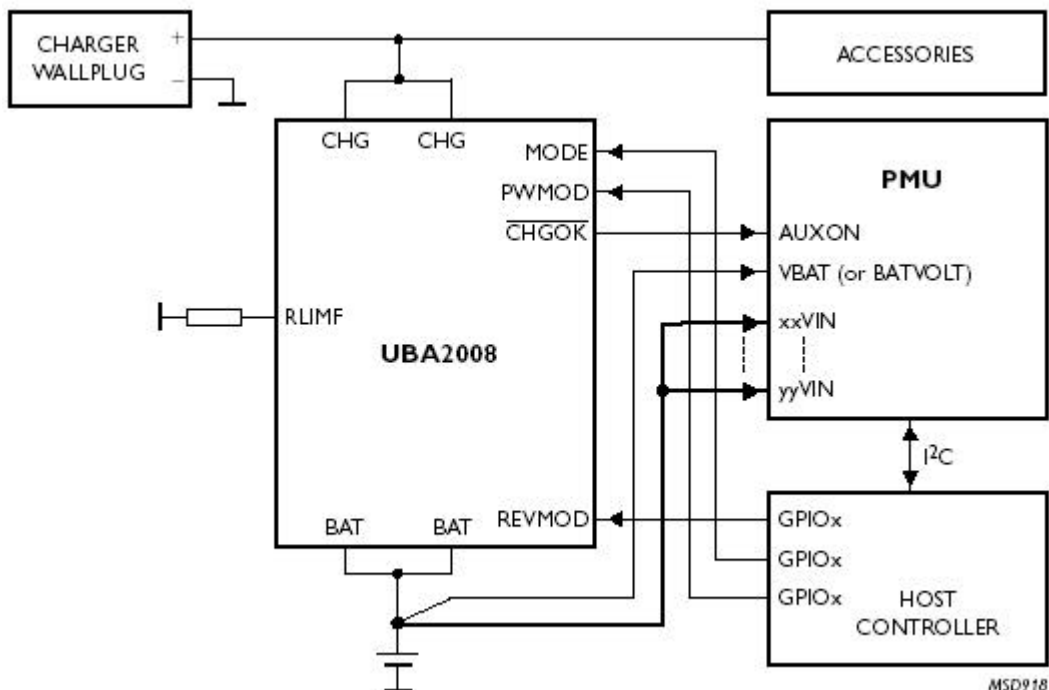 CHARGER
WALLPLUG
+
−
ACCESSORIES
CHG CHG
MODE
PWMOD
CHGOK
RLIMF
UBA2008
BAT BAT
REVMOD
PMU
AUXON
VBAT (or BATVOLT)
xxVIN
yyVIN
I²C
GPIOx
GPIOx
GPIOx
HOST
CONTROLLER
MSD918